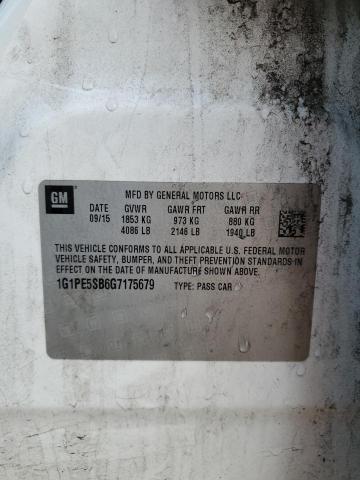 GM
MFD BY GENERAL MOTORS LLC
DATE GVWR GAWR FRT GAWR RR
09/15 1853 KG 973 KG 880 KG
4086 LB 2146 LB 1940 LB
THIS VEHICLE CONFORMS TO ALL APPLICABLE U.S. FEDERAL MOTOR
VEHICLE SAFETY, BUMPER, AND THEFT PREVENTION STANDARDS IN
EFFECT ON THE DATE OF MANUFACTURE SHOWN ABOVE.
1G1PE5SB6G7175679 TYPE: PASS CAR